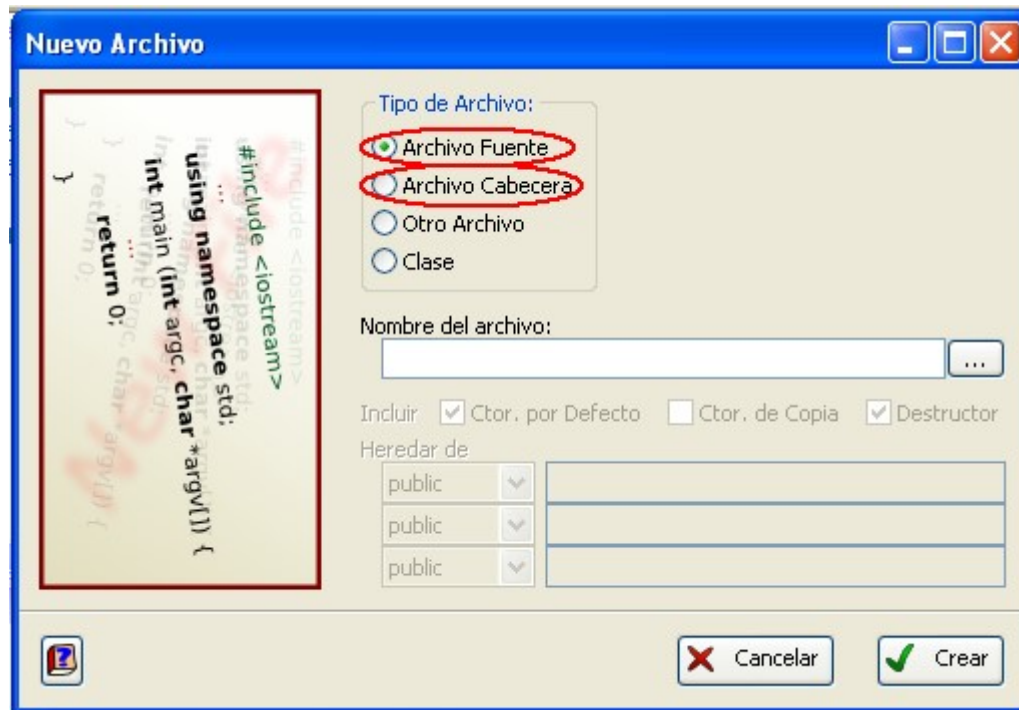 Nuevo Archivo
#include <iostream>
...
using namespace std;
int main (int argc, char *argv[]) {
...
return 0;
}
Tipo de Archivo:
Archivo Fuente
Archivo Cabecera
Otro Archivo
Clase
Nombre del archivo:
...
Incluir Ctor. por Defecto Ctor. de Copia Destructor
Heredar de
public
public
public
Cancelar Crear